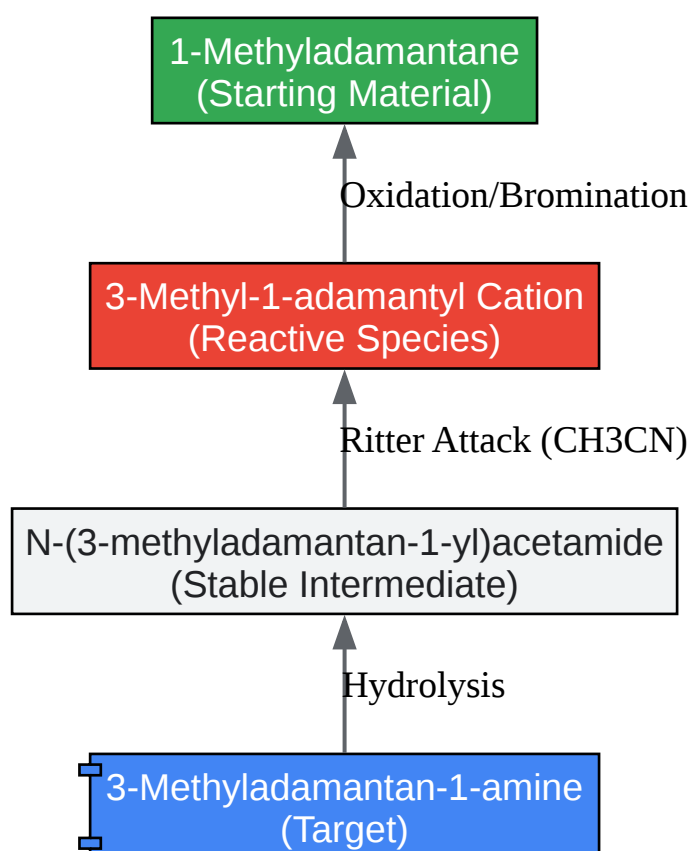 1-Methyladamantane
(Starting Material)
Oxidation/Bromination
3-Methyl-1-adamantyl Cation
(Reactive Species)
Ritter Attack (CH3CN)
N-(3-methyladamantan-1-yl)acetamide
(Stable Intermediate)
Hydrolysis
3-Methyladamantan-1-amine
(Target)